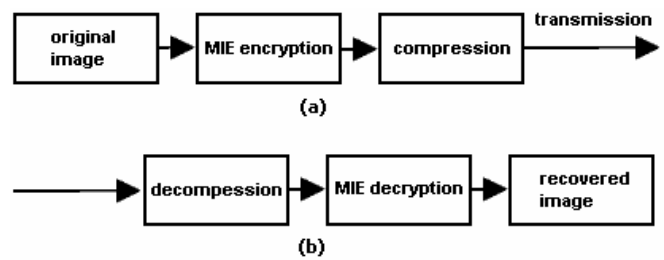 transmission
original
image
MIE encryption
compression
(a)
decompession
MIE decryption
recovered
image
(b)